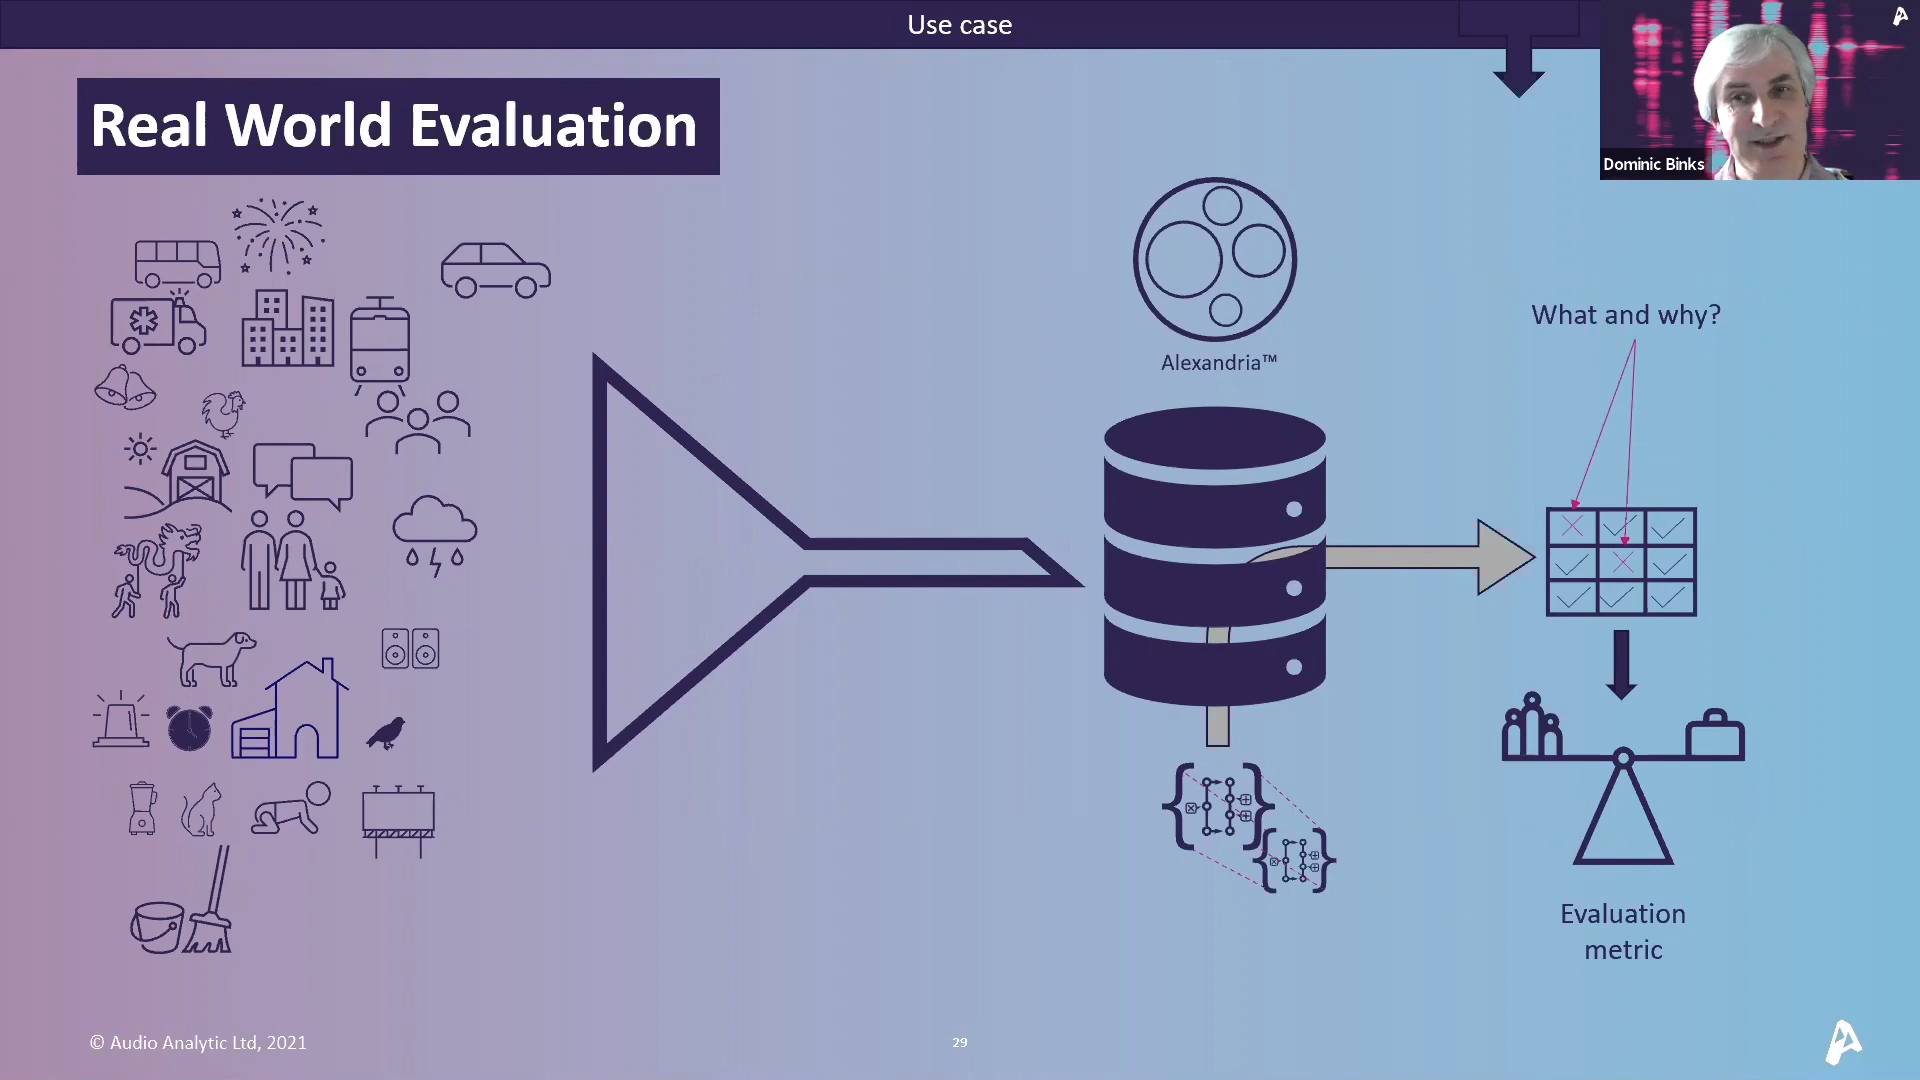 Use case
Real World Evaluation
Dominic Binks
What and why?
Alexandria™
Evaluation
metric
© Audio Analytic Ltd, 2021
29